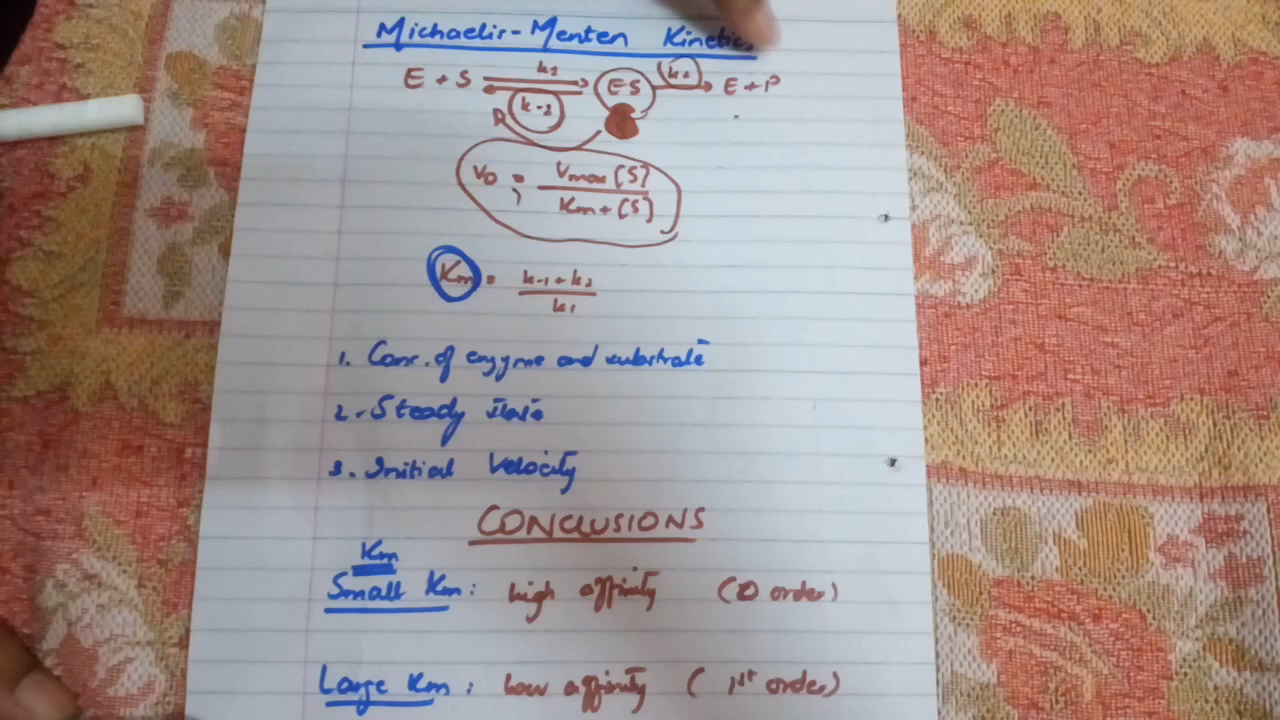 Michaelis-Menten Kinetics
k1 k2
E + S ES E + P
k-1
V0 = Vmax [S]
Km + [S]
Km = k-1 + k2
k1
1. Conc. of enzyme and substrate
2. Steady state
3. Initial Velocity
CONCLUSIONS
Km
Small Km : high affinity (0 order)
Large Km : low affinity ( 1st order)